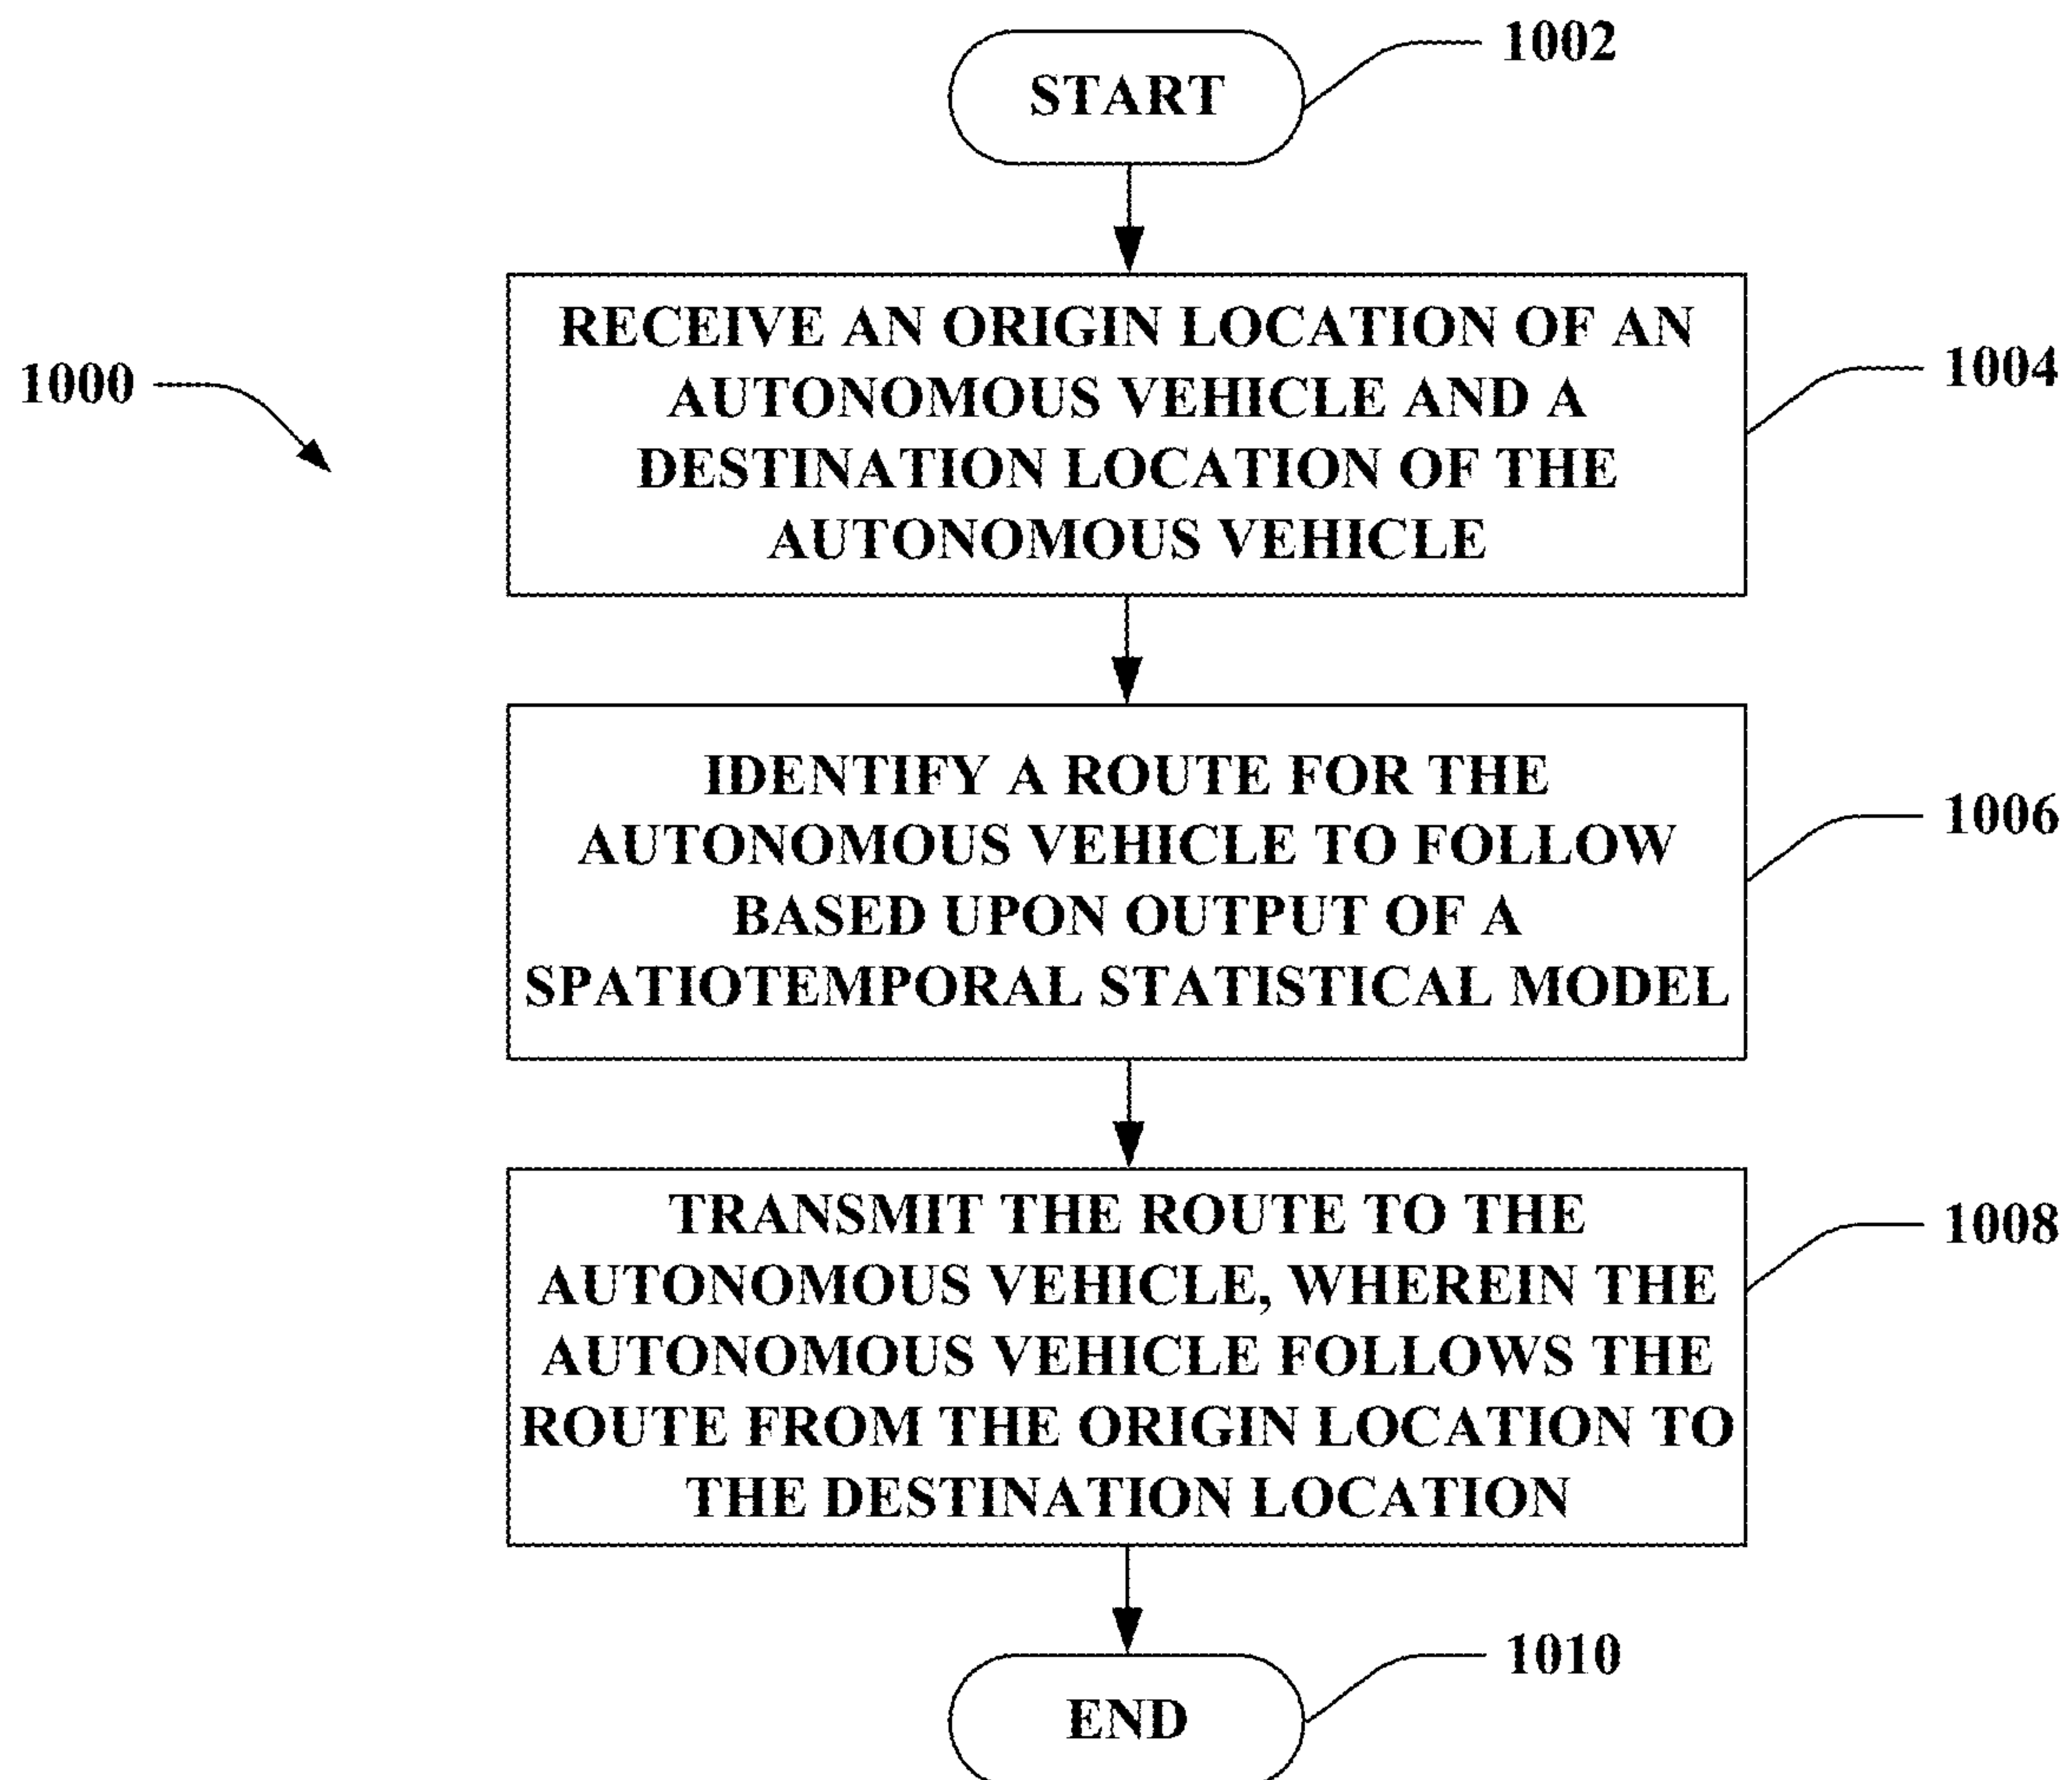 START
1002
1000
RECEIVE AN ORIGIN LOCATION OF AN
AUTONOMOUS VEHICLE AND A
DESTINATION LOCATION OF THE
AUTONOMOUS VEHICLE
1004
IDENTIFY A ROUTE FOR THE
AUTONOMOUS VEHICLE TO FOLLOW
BASED UPON OUTPUT OF A
SPATIOTEMPORAL STATISTICAL MODEL
1006
TRANSMIT THE ROUTE TO THE
AUTONOMOUS VEHICLE, WHEREIN THE
AUTONOMOUS VEHICLE FOLLOWS THE
ROUTE FROM THE ORIGIN LOCATION TO
THE DESTINATION LOCATION
1008
END
1010